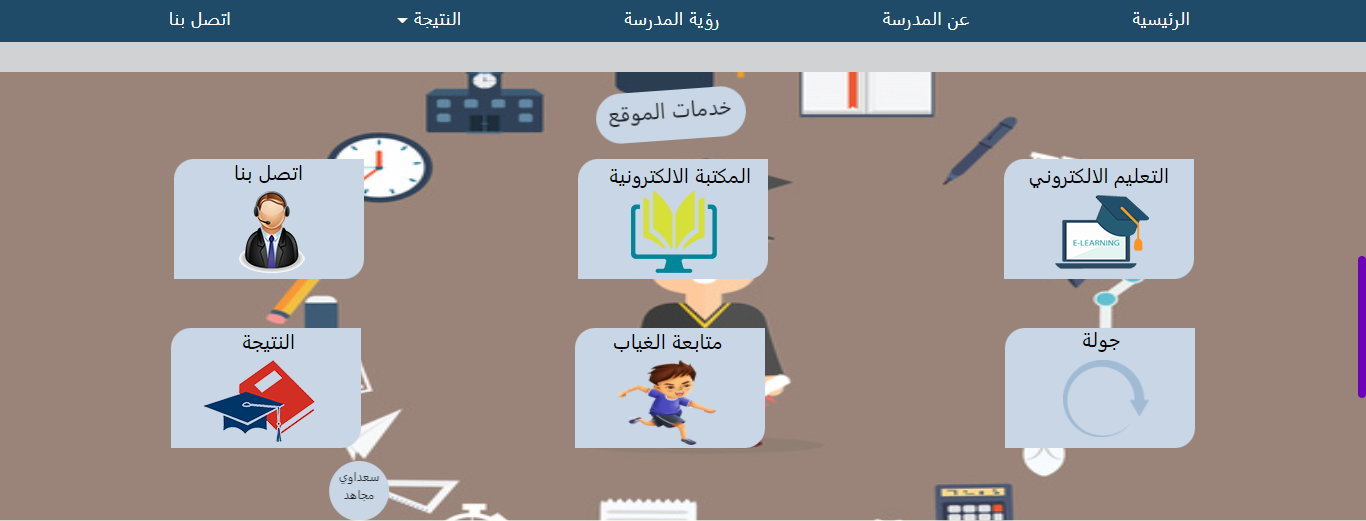 الرئيسية
عن المدرسة
رؤية المدرسة
النتيجة
اتصل بنا
خدمات الموقع
التعليم الالكتروني
المكتبة الالكترونية
اتصل بنا
E-LEARNING
جولة
متابعة الغياب
النتيجة
سعداوي
مجاهد